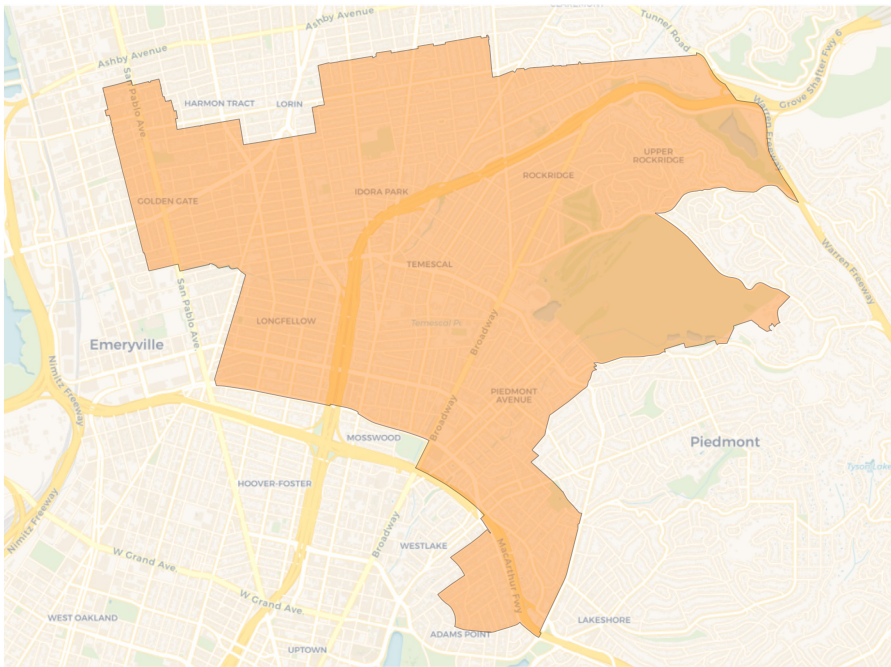 Ashby Avenue
Tunnel Road
Grove Shafter Fwy 6
Ashby Avenue
San Pablo Ave.
HARMON TRACT
LORIN
Warren Freeway
UPPER
ROCKRIDGE
ROCKRIDGE
IDORA PARK
GOLDEN GATE
TEMESCAL
Warren Freeway
San Pablo Ave.
LONGFELLOW
Broadway
Emeryville
Nimitz Freeway
PIEDMONT
AVENUE
Broadway
MOSSWOOD
Piedmont
HOOVER-FOSTER
Nimitz Freeway
Broadway
WESTLAKE
W Grand Ave.
MacArthur Fwy
W Grand Ave.
WEST OAKLAND
LAKESHORE
ADAMS POINT
UPTOWN